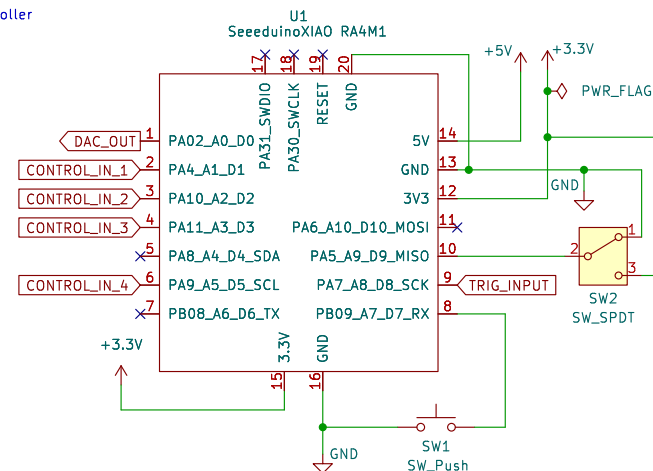 oller
U1
SeeeduinoXIAO RA4M1
17
18
19
20
PA31_SWDIO
PA30_SWCLK
RESET
GND
+5V
+3.3V
PWR_FLAG
DAC_OUT 1 PA02_A0_D0 5V 14
CONTROL_IN_1 2 PA4_A1_D1 GND 13
CONTROL_IN_2 3 PA10_A2_D2 3V3 12
GND
CONTROL_IN_3 4 PA11_A3_D3 PA6_A10_D10_MOSI 11
5 PA8_A4_D4_SDA PA5_A9_D9_MISO 10
CONTROL_IN_4 6 PA9_A5_D5_SCL PA7_A8_D8_SCK 9 TRIG_INPUT
7 PB08_A6_D6_TX PB09_A7_D7_RX 8
1
2
3
SW2
SW_SPDT
+3.3V
3.3V
GND
15
16
GND
SW1
SW_Push